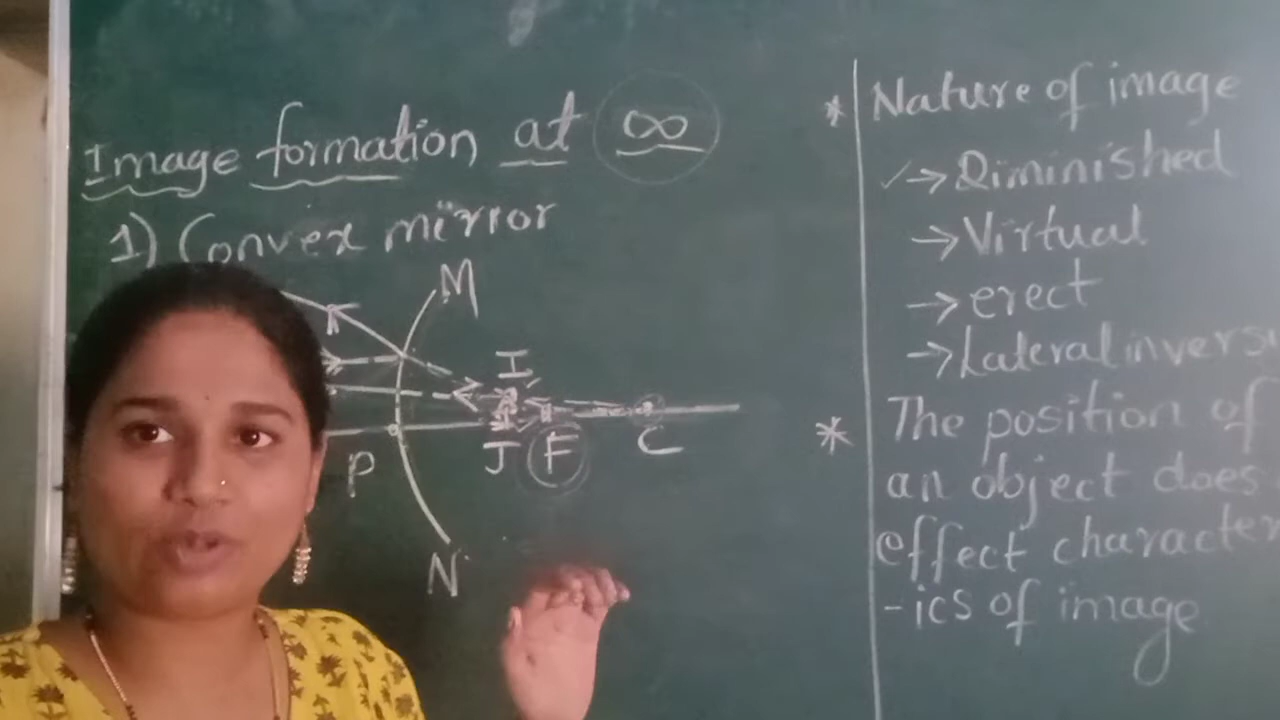 Image formation at ∞
1) Convex mirror
M
I
J
F
C
P
N
* Nature of image
✓→ Diminished
→ Virtual
→ erect
→ Lateral inversi
* The position of
an object does
effect character
-ics of image